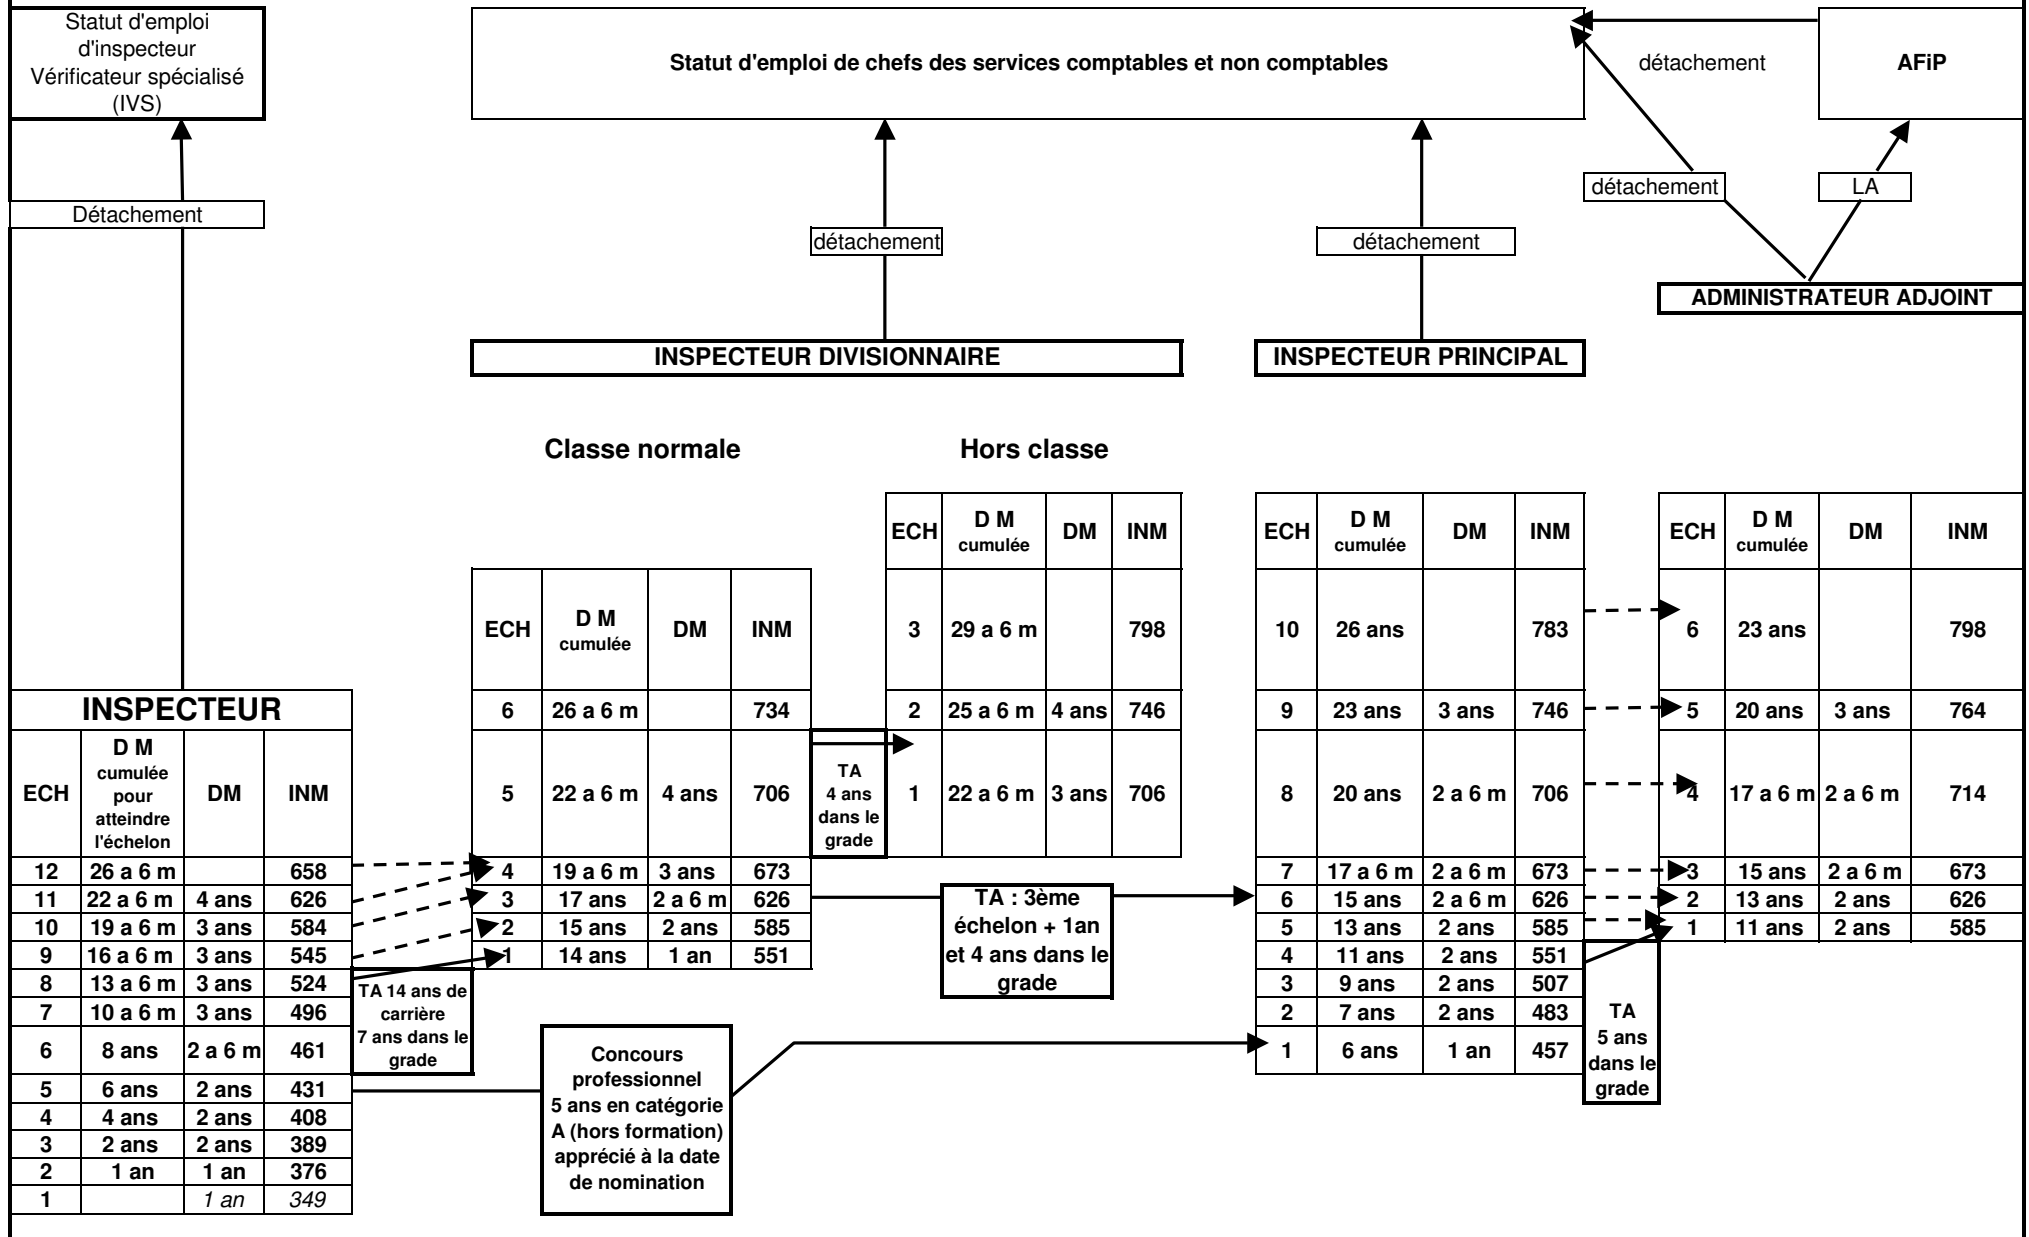 Statut d'emploi
d'inspecteur
Vérificateur spécialisé
(IVS)
Statut d'emploi de chefs des services comptables et non comptables
détachement
AFiP
détachement
LA
Détachement
détachement
détachement
ADMINISTRATEUR ADJOINT
INSPECTEUR DIVISIONNAIRE
INSPECTEUR PRINCIPAL
Classe normale
Hors classe
INSPECTEUR
ECH
D M
cumulée
pour
atteindre
l'échelon
DM
INM
12 26 a 6 m 658
11 22 a 6 m 4 ans 626
10 19 a 6 m 3 ans 584
9 16 a 6 m 3 ans 545
8 13 a 6 m 3 ans 524
7 10 a 6 m 3 ans 496
6 8 ans 2 a 6 m 461
5 6 ans 2 ans 431
4 4 ans 2 ans 408
3 2 ans 2 ans 389
2 1 an 1 an 376
1 1 an 349
TA 14 ans de
carrière
7 ans dans le
grade
ECH
D M
cumulée
DM
INM
6 26 a 6 m 734
5 22 a 6 m 4 ans 706
4 19 a 6 m 3 ans 673
3 17 ans 2 a 6 m 626
2 15 ans 2 ans 585
1 14 ans 1 an 551
Concours
professionnel
5 ans en catégorie
A (hors formation)
apprécié à la date
de nomination
TA
4 ans
dans le
grade
ECH
D M
cumulée
DM
INM
3 29 a 6 m 798
2 25 a 6 m 4 ans 746
1 22 a 6 m 3 ans 706
TA : 3ème
échelon + 1an
et 4 ans dans le
grade
ECH
D M
cumulée
DM
INM
10 26 ans 783
9 23 ans 3 ans 746
8 20 ans 2 a 6 m 706
7 17 a 6 m 2 a 6 m 673
6 15 ans 2 a 6 m 626
5 13 ans 2 ans 585
4 11 ans 2 ans 551
3 9 ans 2 ans 507
2 7 ans 2 ans 483
1 6 ans 1 an 457
TA
5 ans
dans le
grade
ECH
D M
cumulée
DM
INM
6 23 ans 798
5 20 ans 3 ans 764
4 17 a 6 m 2 a 6 m 714
3 15 ans 2 a 6 m 673
2 13 ans 2 ans 626
1 11 ans 2 ans 585